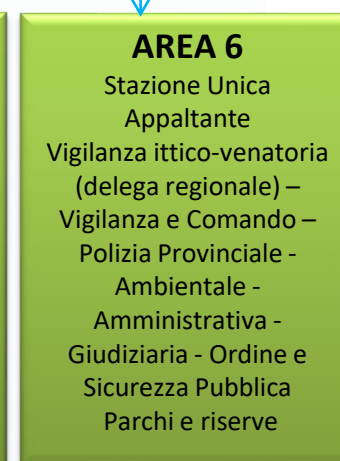 AREA 6
Stazione Unica
Appaltante
Vigilanza ittico-venatoria
(delega regionale) –
Vigilanza e Comando –
Polizia Provinciale -
Ambientale -
Amministrativa -
Giudiziaria - Ordine e
Sicurezza Pubblica
Parchi e riserve